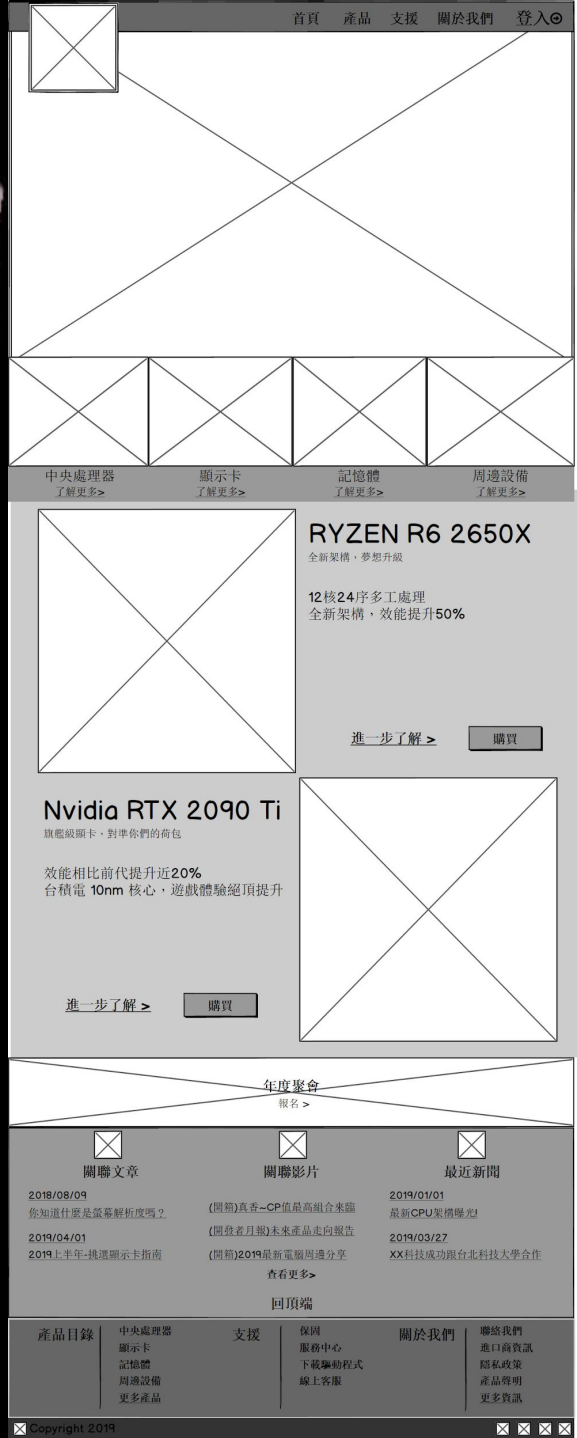 首頁 產品 支援 關於我們 登入
中央處理器 顯示卡 記憶體 周邊設備
了解更多> 了解更多> 了解更多> 了解更多>
RYZEN R6 2650X
全新架構，夢想升級
12核24序多工處理
全新架構，效能提升50%
進一步了解 > 購買
Nvidia RTX 2090 Ti
旗艦級顯卡，對準你們的荷包
效能相比前代提升近20%
台積電 10nm 核心，遊戲體驗絕頂提升
進一步了解 > 購買
年度聚會
報名 >
關聯文章
2018/08/09
你知道什麼是螢幕解析度嗎？
2019/04/01
2019上半年-挑選顯示卡指南
關聯影片
(開箱)真香~CP值最高組合來臨
(開發者月報)未來產品走向報告
(開箱)2019最新電腦周邊分享
查看更多>
最近新聞
2019/01/01
最新CPU架構曝光!
2019/03/27
XX科技成功跟台北科技大學合作
回頂端
產品目錄
中央處理器
顯示卡
記憶體
周邊設備
更多產品
支援
保固
服務中心
下載驅動程式
線上客服
關於我們
聯絡我們
進口商資訊
隱私政策
產品聲明
更多資訊
Copyright 2019